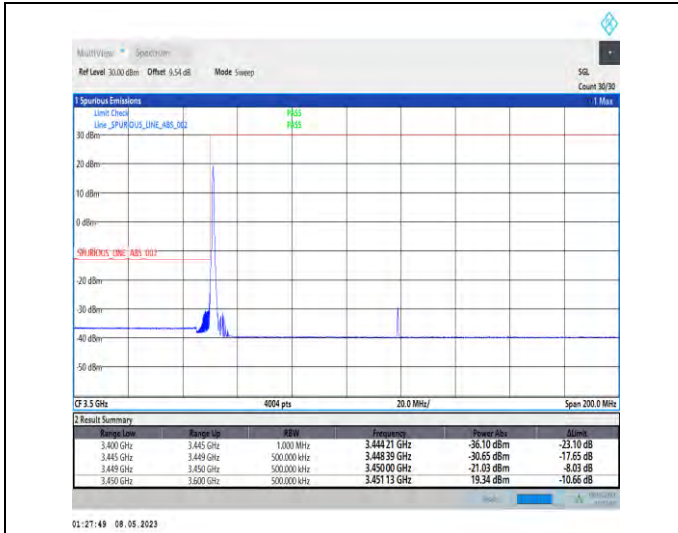 MultiView Spectrum
Ref Level 30.00 dBm Offset 9.54 dB Mode Sweep SGL
Count 30/30
1 Spurious Emissions 1 Max
Limit Check PASS
Line _SPURIOUS_LINE_ABS_002 PASS
30 dBm
20 dBm
10 dBm
0 dBm
_SPURIOUS_LINE_ABS_002
-20 dBm
-30 dBm
-40 dBm
-50 dBm
CF 3.5 GHz 4004 pts 20.0 MHz/ Span 200.0 MHz
2 Result Summary
Range Low Range Up RBW Frequency Power Abs ΔLimit
3.400 GHz 3.445 GHz 1.000 MHz 3.444 21 GHz -36.10 dBm -23.10 dB
3.445 GHz 3.449 GHz 500.000 kHz 3.448 39 GHz -30.65 dBm -17.65 dB
3.449 GHz 3.450 GHz 500.000 kHz 3.450 00 GHz -21.03 dBm -8.03 dB
3.450 GHz 3.600 GHz 500.000 kHz 3.451 13 GHz 19.34 dBm -10.66 dB
01:27:49 08.05.2023